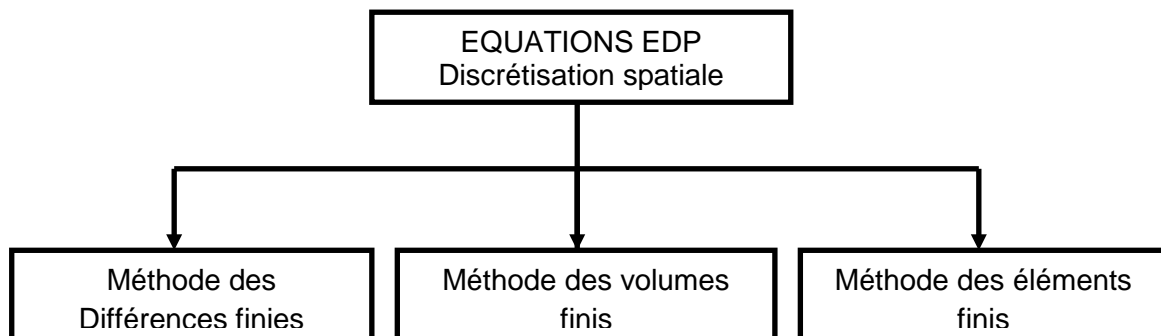 EQUATIONS EDP
Discrétisation spatiale
Méthode des
Différences finies
Méthode des volumes
finis
Méthode des éléments
finis